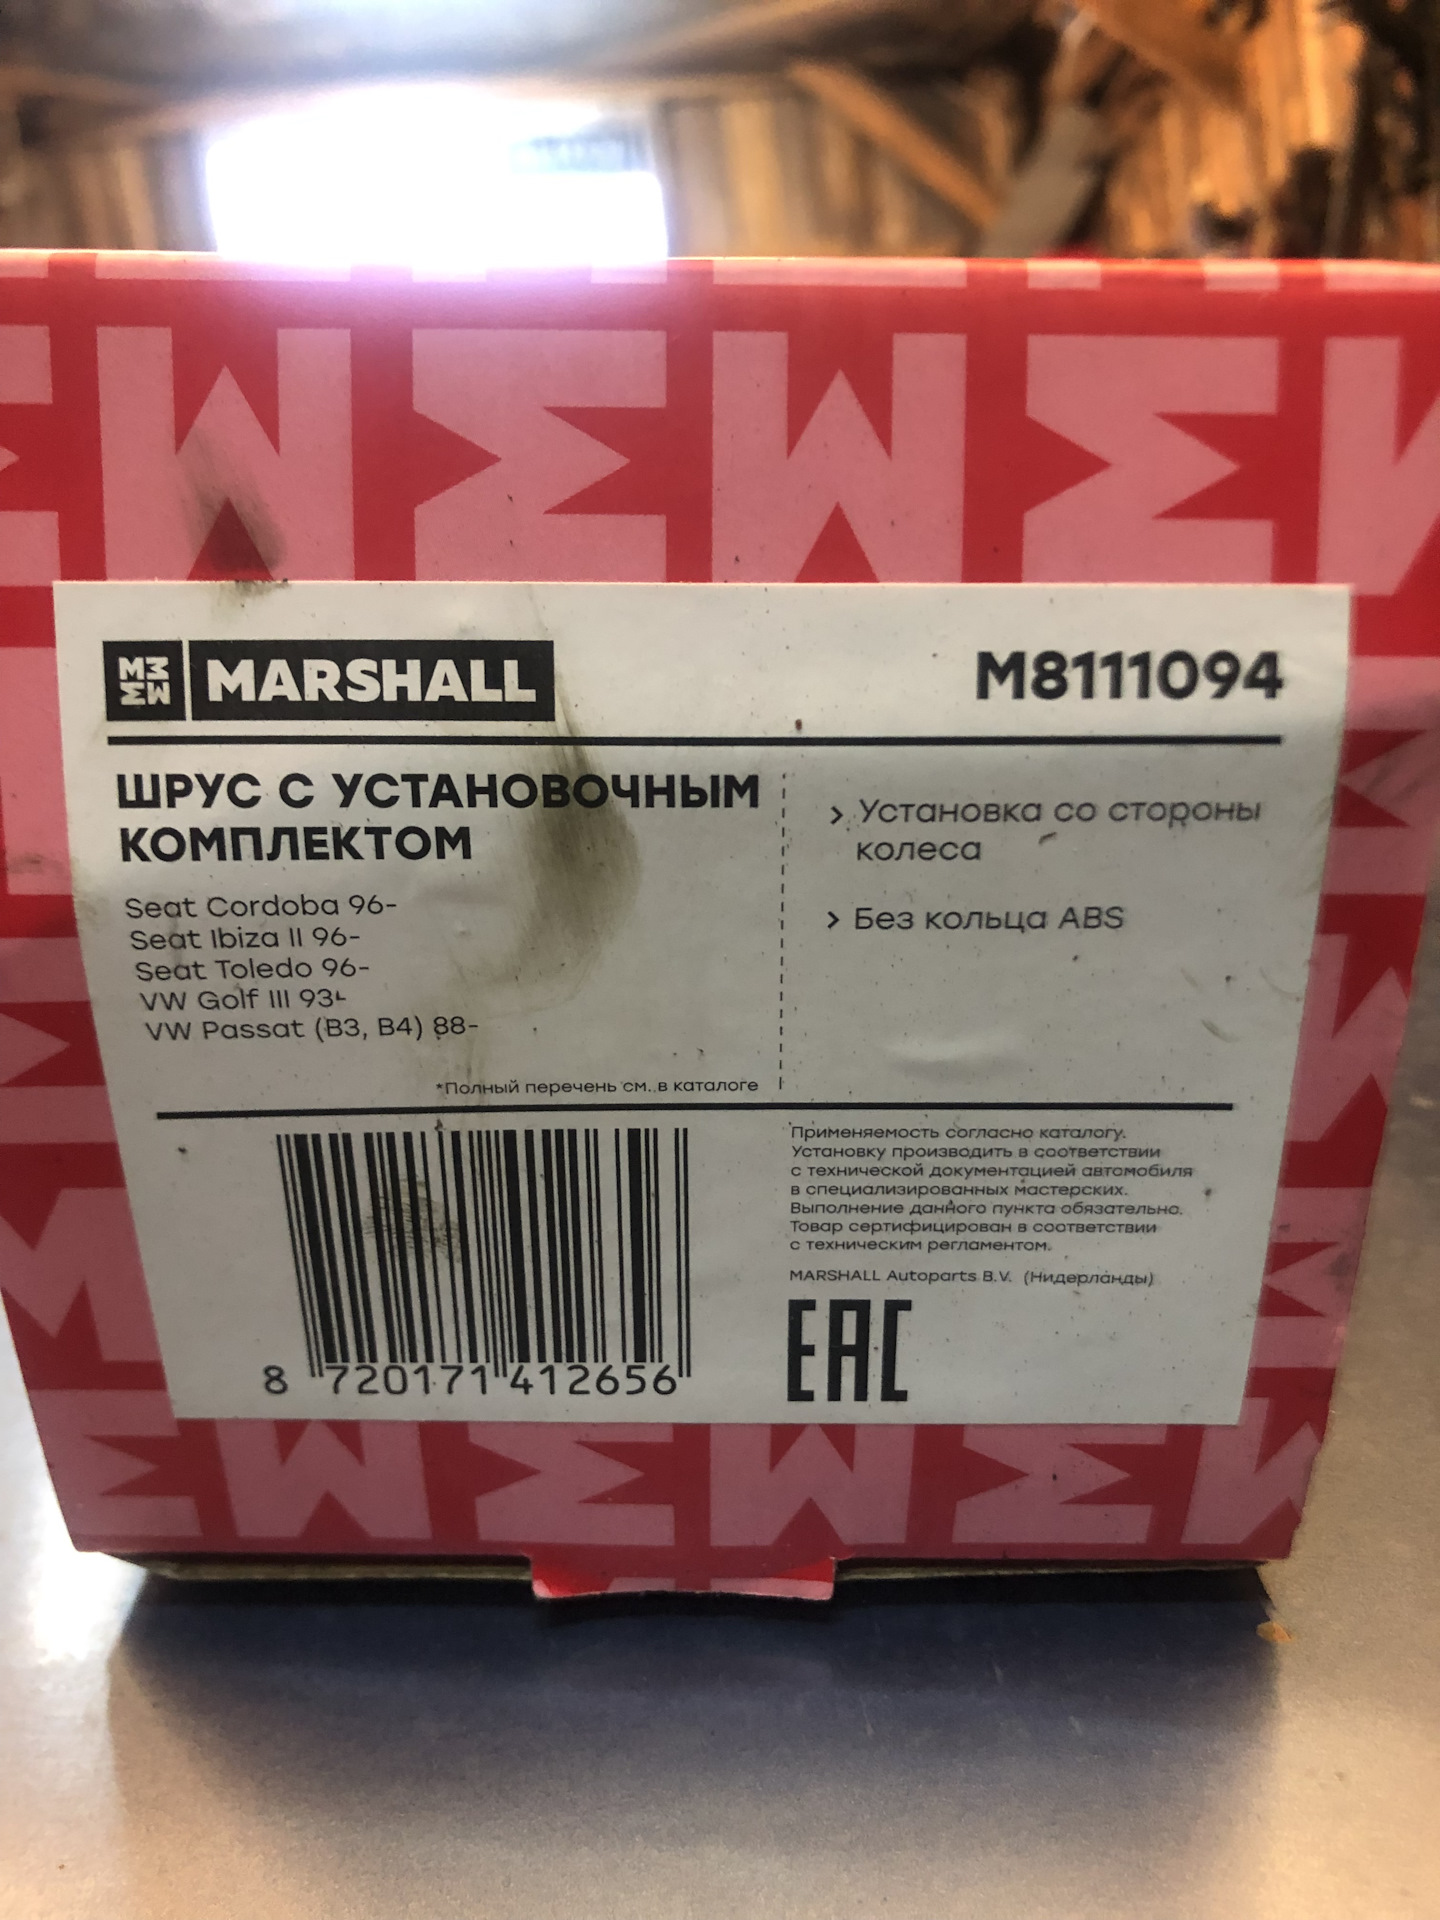 MARSHALL
M8111094
ШРУС С УСТАНОВОЧНЫМ
КОМПЛЕКТОМ
Seat Cordoba 96-
Seat Ibiza II 96-
Seat Toledo 96-
VW Golf III 93-
VW Passat (B3, B4) 88-
*Полный перечень см. в каталоге
> Установка со стороны
колеса
> Без кольца ABS
8 720171 412656
Применяемость согласно каталогу.
Установку производить в соответствии
с технической документацией автомобиля
в специализированных мастерских.
Выполнение данного пункта обязательно.
Товар сертифицирован в соответствии
с техническим регламентом.
MARSHALL Autoparts B.V. (Нидерланды)
EAC